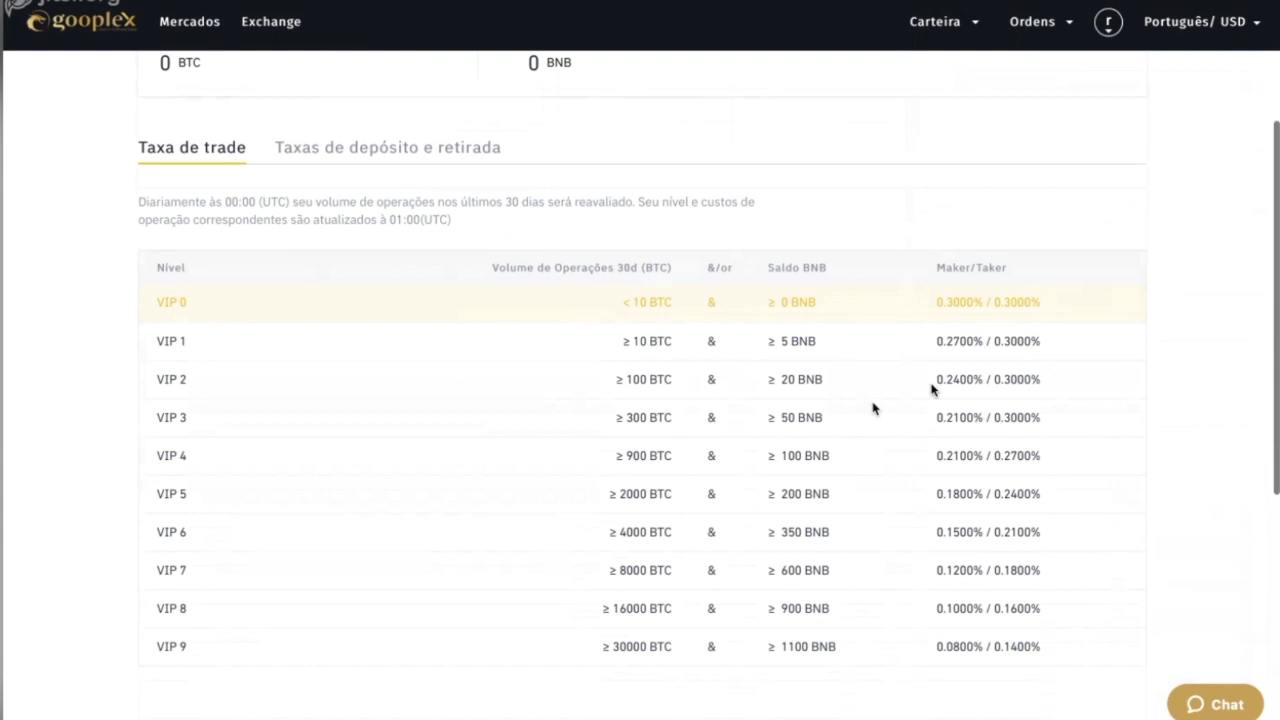 gooplex Mercados Exchange Carteira Ordens r Português/ USD
0 BTC 0 BNB
Taxa de trade Taxas de depósito e retirada
Diariamente às 00:00 (UTC) seu volume de operações nos últimos 30 dias será reavaliado. Seu nível e custos de
operação correspondentes são atualizados à 01:00(UTC)
Nível Volume de Operações 30d (BTC) &/or Saldo BNB Maker/Taker
VIP 0 < 10 BTC & ≥ 0 BNB 0.3000% / 0.3000%
VIP 1 ≥ 10 BTC & ≥ 5 BNB 0.2700% / 0.3000%
VIP 2 ≥ 100 BTC & ≥ 20 BNB 0.2400% / 0.3000%
VIP 3 ≥ 300 BTC & ≥ 50 BNB 0.2100% / 0.3000%
VIP 4 ≥ 900 BTC & ≥ 100 BNB 0.2100% / 0.2700%
VIP 5 ≥ 2000 BTC & ≥ 200 BNB 0.1800% / 0.2400%
VIP 6 ≥ 4000 BTC & ≥ 350 BNB 0.1500% / 0.2100%
VIP 7 ≥ 8000 BTC & ≥ 600 BNB 0.1200% / 0.1800%
VIP 8 ≥ 16000 BTC & ≥ 900 BNB 0.1000% / 0.1600%
VIP 9 ≥ 30000 BTC & ≥ 1100 BNB 0.0800% / 0.1400%
Chat